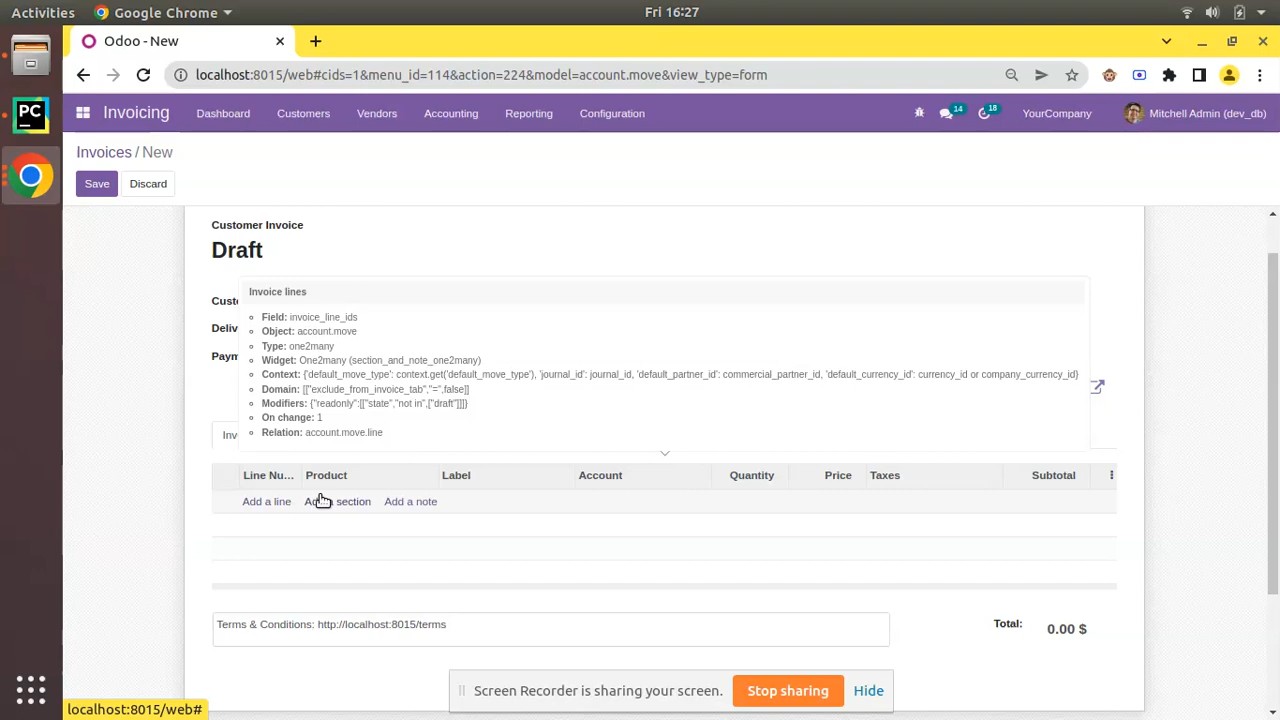 Activities
Google Chrome
Fri 16:27
Odoo - New
localhost:8015/web#cids=1&menu_id=114&action=224&model=account.move&view_type=form
PC
Invoicing
Dashboard
Customers
Vendors
Accounting
Reporting
Configuration
14
18
YourCompany
Mitchell Admin (dev_db)
Invoices / New
Save
Discard
Customer Invoice
Draft
Invoice lines
Custo
Field: invoice_line_ids
Deliv
Object: account.move
Type: one2many
Paym
Widget: One2many (section_and_note_one2many)
Context: {'default_move_type': context.get('default_move_type'), 'journal_id': journal_id, 'default_partner_id': commercial_partner_id, 'default_currency_id': currency_id or company_currency_id}
Domain: [["exclude_from_invoice_tab","=",false]]
Modifiers: {"readonly":[["state","not in",["draft"]]]}
On change: 1
Relation: account.move.line
Inv
Line Nu...
Product
Label
Account
Quantity
Price
Taxes
Subtotal
Add a line
Add a section
Add a note
Terms & Conditions: http://localhost:8015/terms
Total:
0.00 $
Screen Recorder is sharing your screen.
Stop sharing
Hide
localhost:8015/web#